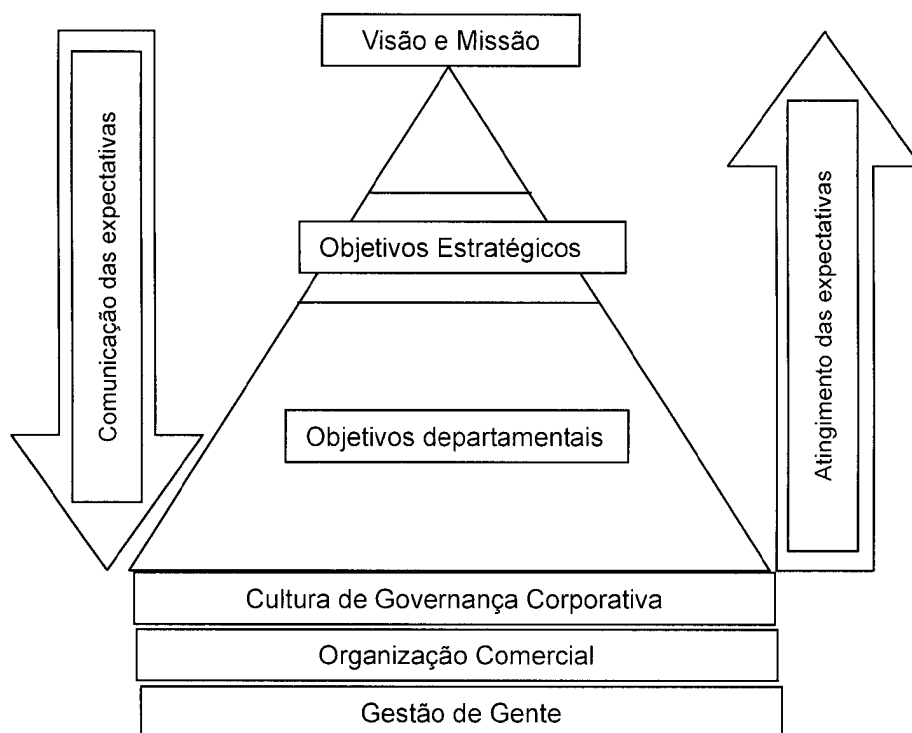 Visão e Missão
Comunicação das expectativas
Objetivos Estratégicos
Objetivos departamentais
Atingimento das expectativas
Cultura de Governança Corporativa
Organização Comercial
Gestão de Gente